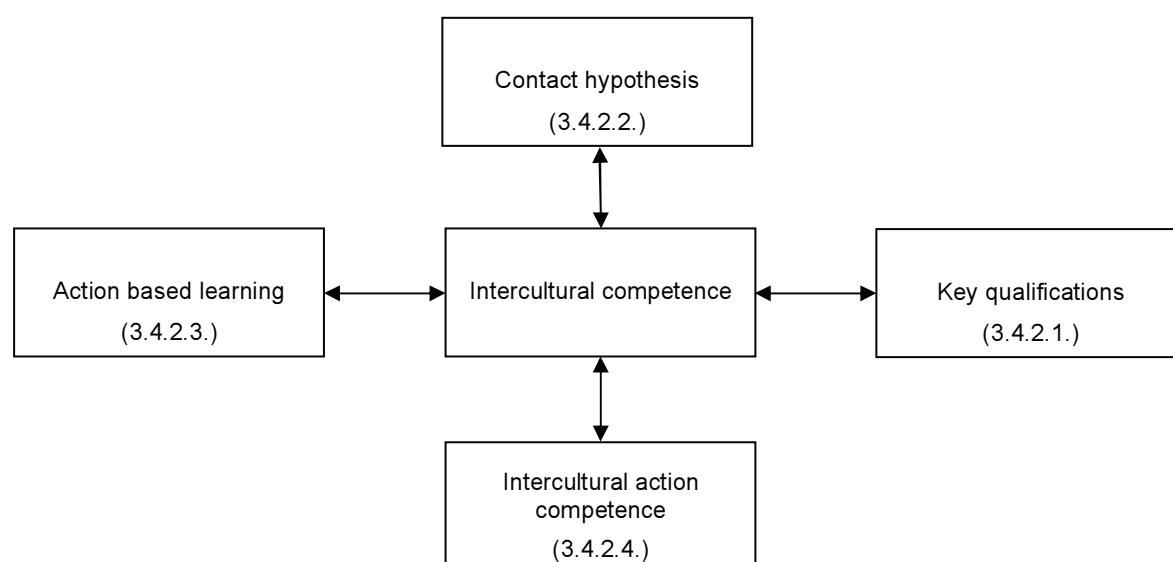 Contact hypothesis
(3.4.2.2.)
Action based learning
(3.4.2.3.)
Intercultural competence
Key qualifications
(3.4.2.1.)
Intercultural action
competence
(3.4.2.4.)